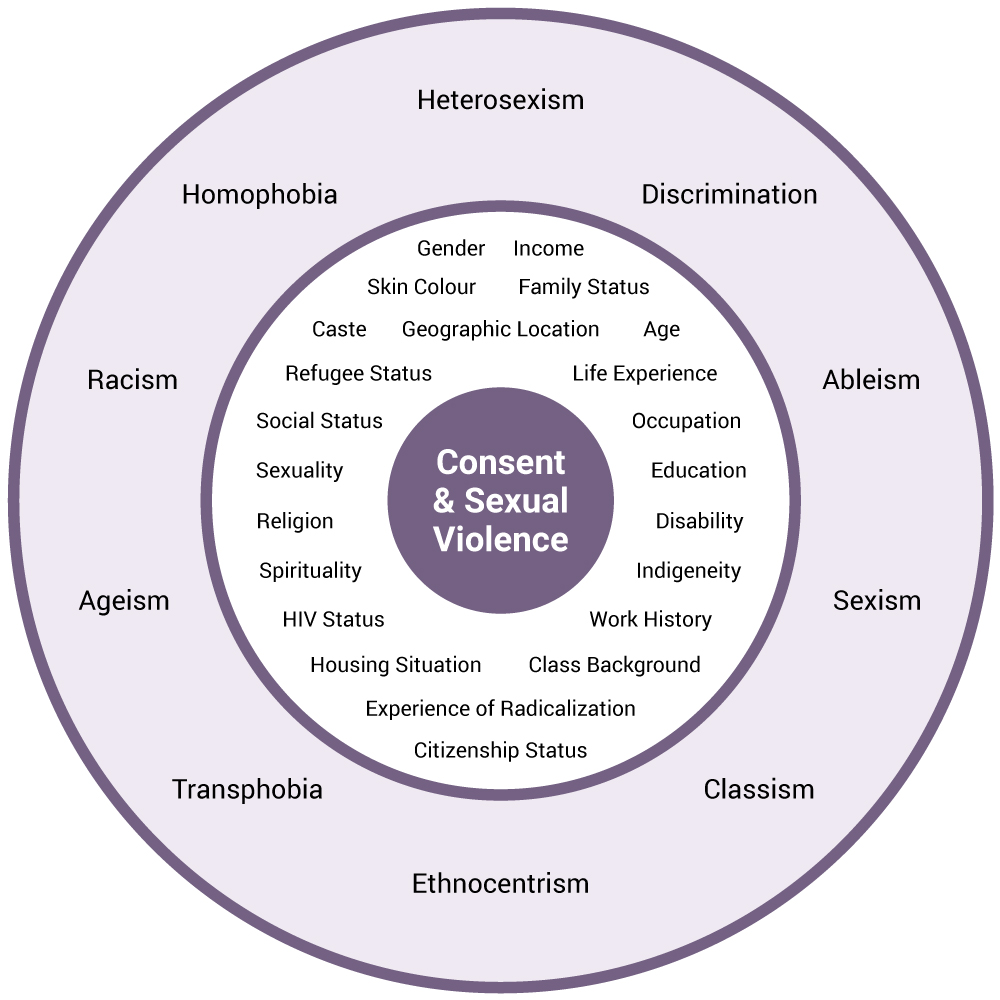 Heterosexism
Homophobia
Discrimination
Gender Income
Skin Colour Family Status
Caste Geographic Location Age
Refugee Status Life Experience
Racism
Ableism
Social Status Occupation
Sexuality Education
Consent
& Sexual
Violence
Religion Disability
Spirituality Indigeneity
Ageism
Sexism
HIV Status Work History
Housing Situation Class Background
Experience of Radicalization
Citizenship Status
Transphobia
Classism
Ethnocentrism